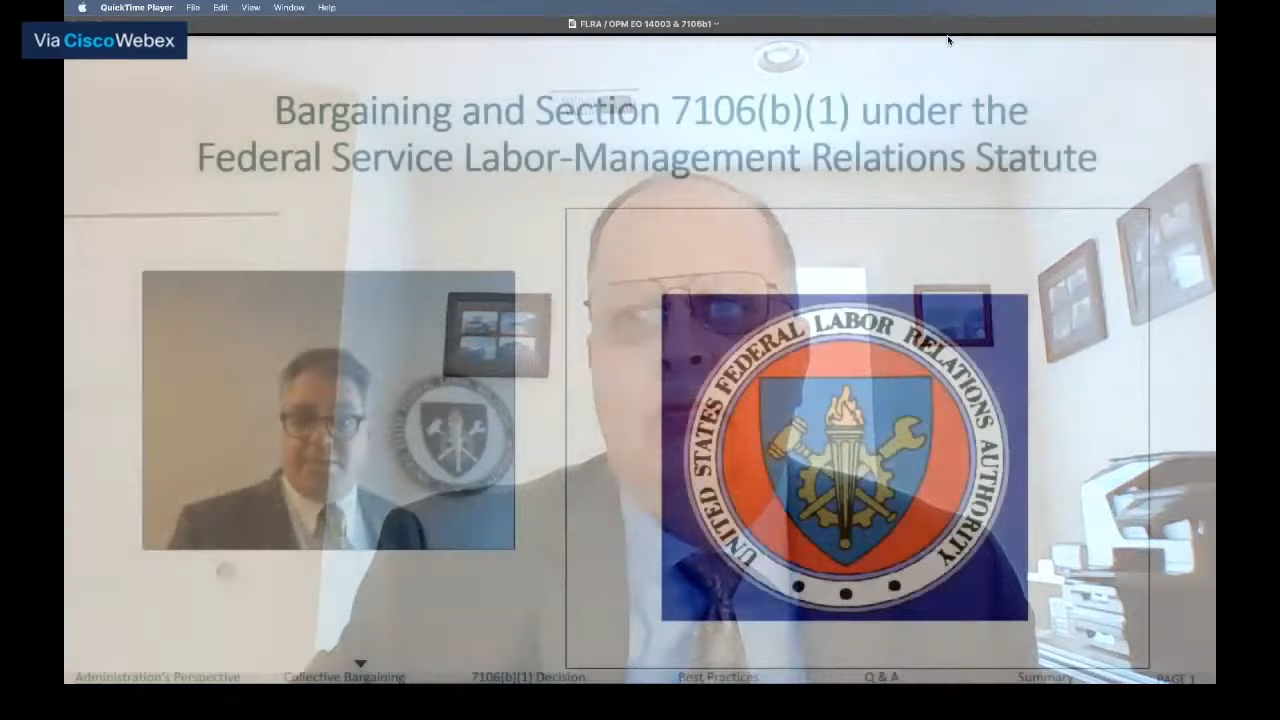 QuickTime Player File Edit View Window Help
FLRA / OPM EO 14003 & 7106b1
Via Cisco Webex
Bargaining and Section 7106(b)(1) under the
Federal Service Labor-Management Relations Statute
UNITED STATES FEDERAL LABOR RELATIONS AUTHORITY
Administration's Perspective Collective Bargaining 7106(b)(1) Decision Best Practices Q & A Summary PAGE 1